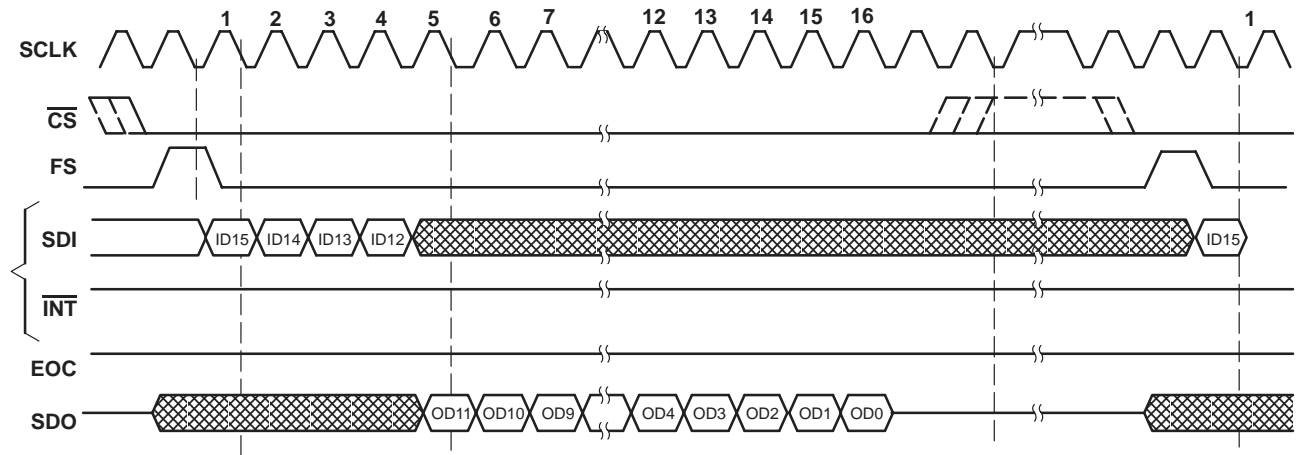 1 2 3 4 5 6 7 12 13 14 15 16 1
SCLK
CS
FS
SDI ID15 ID14 ID13 ID12 ID15
INT
EOC
SDO OD11 OD10 OD9 OD4 OD3 OD2 OD1 OD0